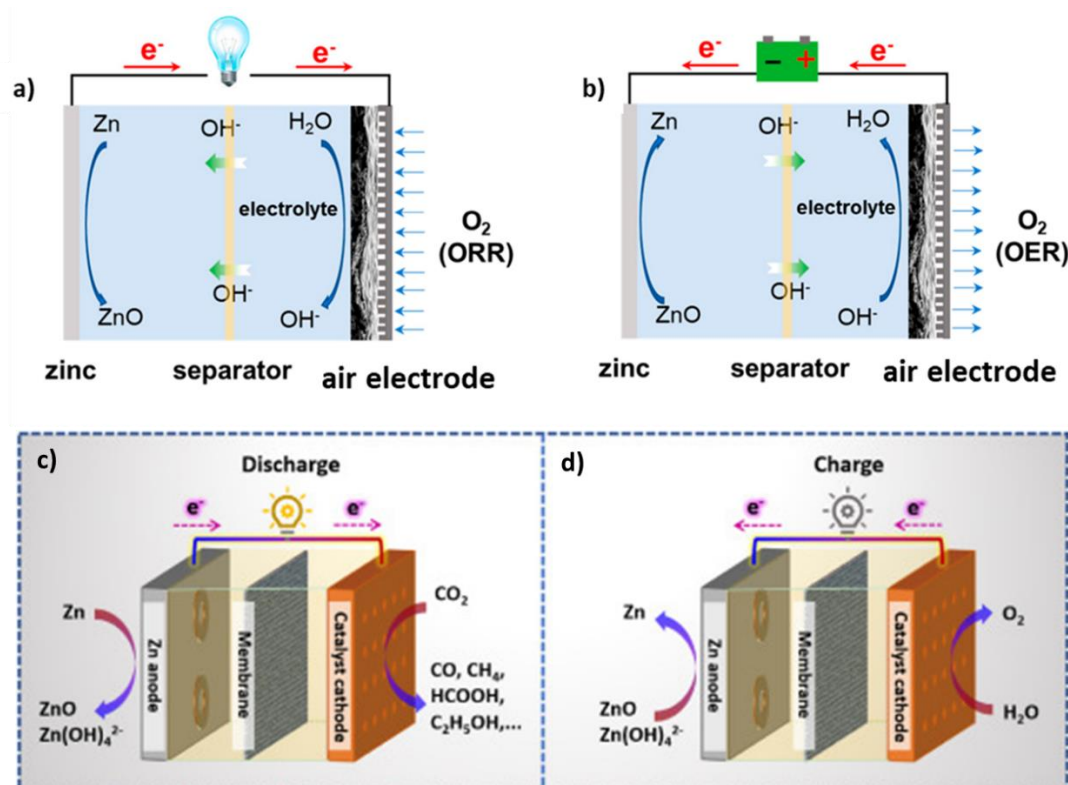 a)
e-
e-
Zn
OH-
H2O
electrolyte
O2
(ORR)
ZnO
OH-
OH-
zinc
separator
air electrode
b)
e-
- +
e-
Zn
OH-
H2O
electrolyte
O2
(OER)
ZnO
OH-
OH-
zinc
separator
air electrode
c)
Discharge
e-
e-
Zn
ZnO
Zn(OH)4 2-
Zn anode
Membrane
Catalyst cathode
CO2
CO, CH4,
HCOOH,
C2H5OH,...
d)
Charge
e-
e-
Zn
ZnO
Zn(OH)4 2-
Zn anode
Membrane
Catalyst cathode
O2
H2O